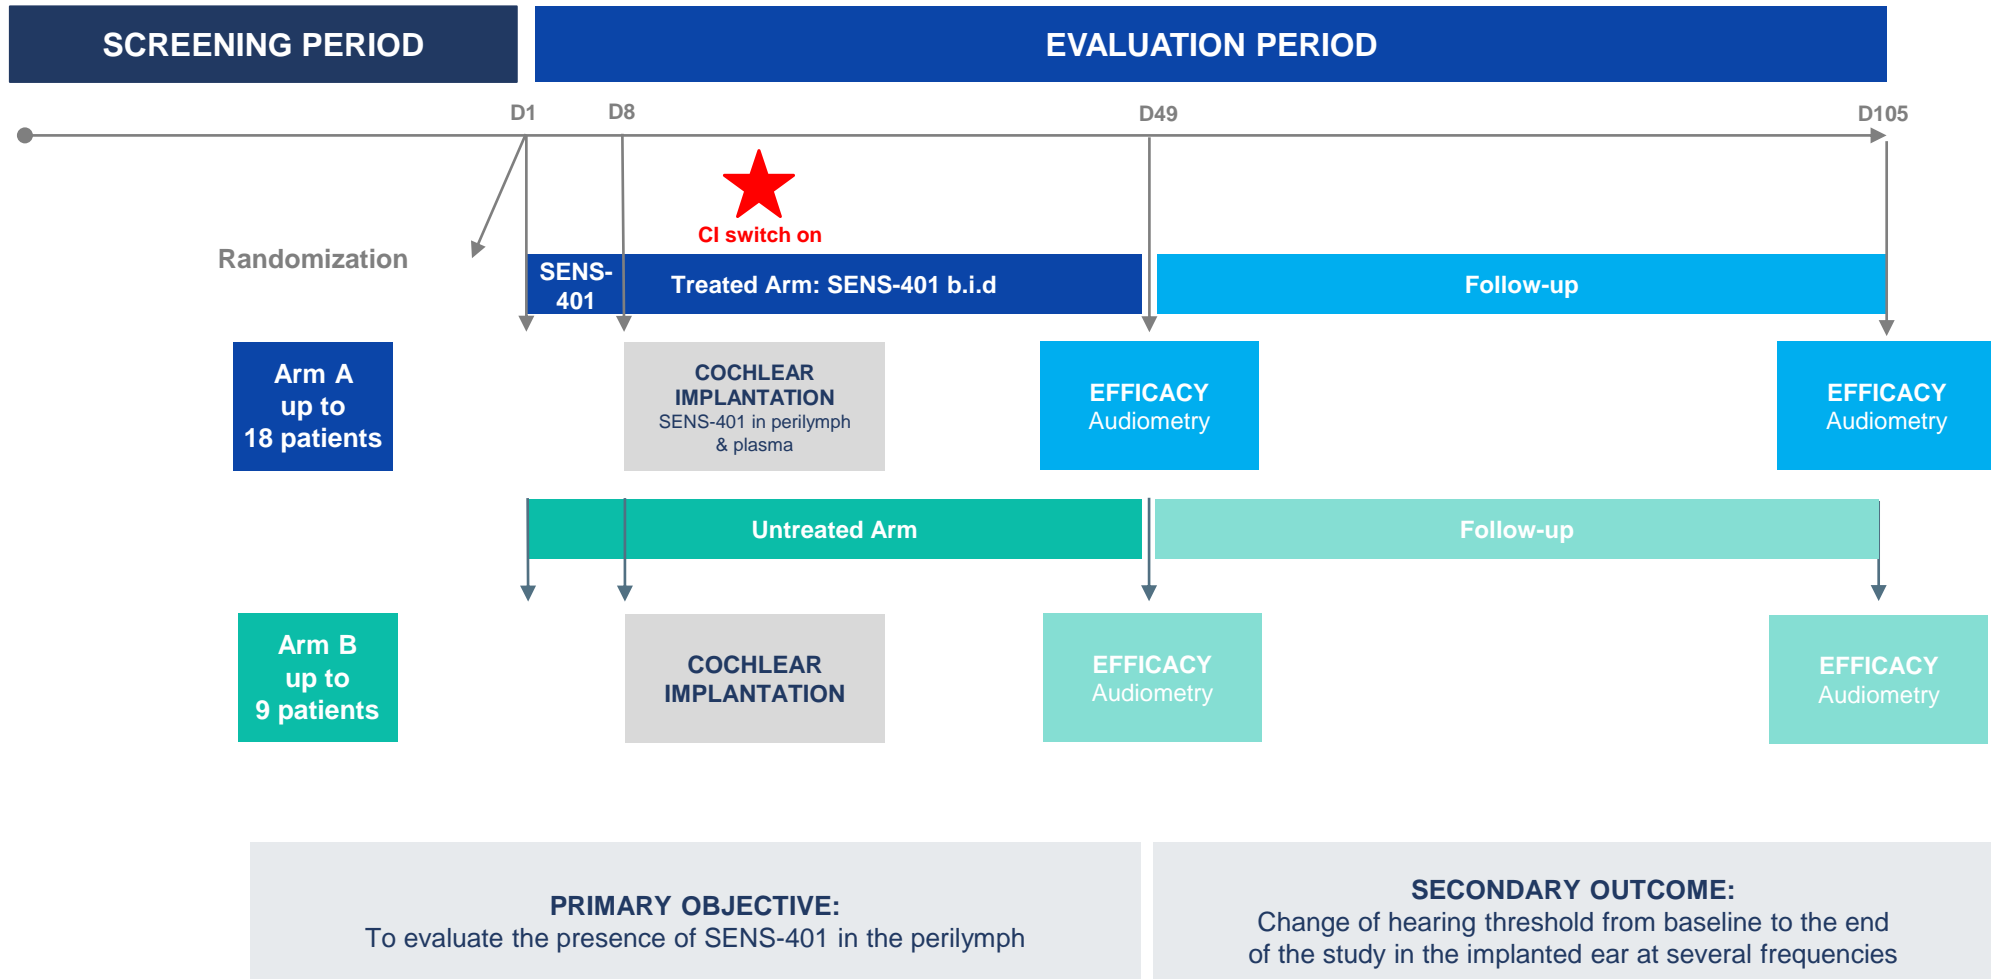 SCREENING PERIOD
EVALUATION PERIOD
D1
D8
D49
D105
CI switch on
Randomization
SENS-
401
Treated Arm: SENS-401 b.i.d
Follow-up
Arm A
up to
18 patients
COCHLEAR
IMPLANTATION
SENS-401 in perilymph
& plasma
EFFICACY
Audiometry
EFFICACY
Audiometry
Untreated Arm
Follow-up
Arm B
up to
9 patients
COCHLEAR
IMPLANTATION
EFFICACY
Audiometry
EFFICACY
Audiometry
PRIMARY OBJECTIVE:
To evaluate the presence of SENS-401 in the perilymph
SECONDARY OUTCOME:
Change of hearing threshold from baseline to the end
of the study in the implanted ear at several frequencies